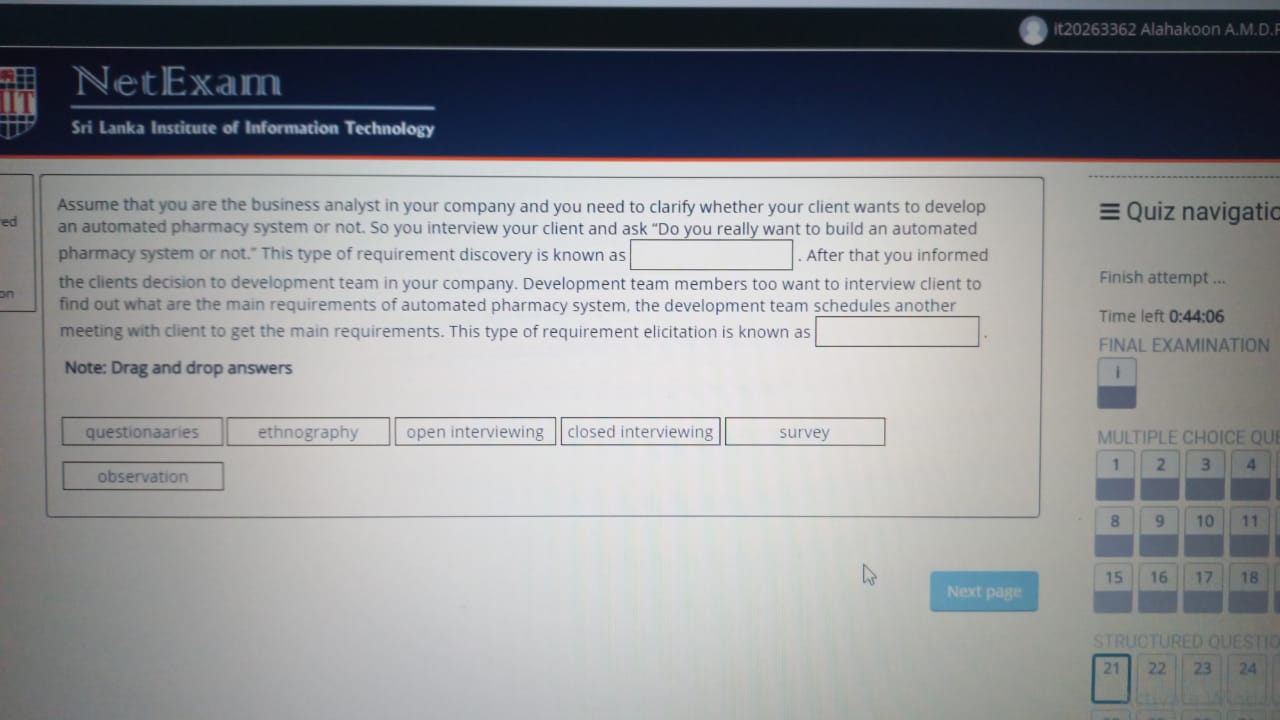 it20263362 Alahakoon A.M.D.
NetExam
IIT
Sri Lanka Institute of Information Technology
Assume that you are the business analyst in your company and you need to clarify whether your client wants to develop
an automated pharmacy system or not. So you interview your client and ask “Do you really want to build an automated
pharmacy system or not.” This type of requirement discovery is known as . After that you informed
the clients decision to development team in your company. Development team members too want to interview client to
find out what are the main requirements of automated pharmacy system, the development team schedules another
meeting with client to get the main requirements. This type of requirement elicitation is known as .
Note: Drag and drop answers
questionaaries ethnography open interviewing closed interviewing survey
observation
Next page
Quiz navigatio
Finish attempt ...
Time left 0:44:06
FINAL EXAMINATION
i
MULTIPLE CHOICE QUE
1 2 3 4
8 9 10 11
15 16 17 18
STRUCTURED QUESTIO
21 22 23 24